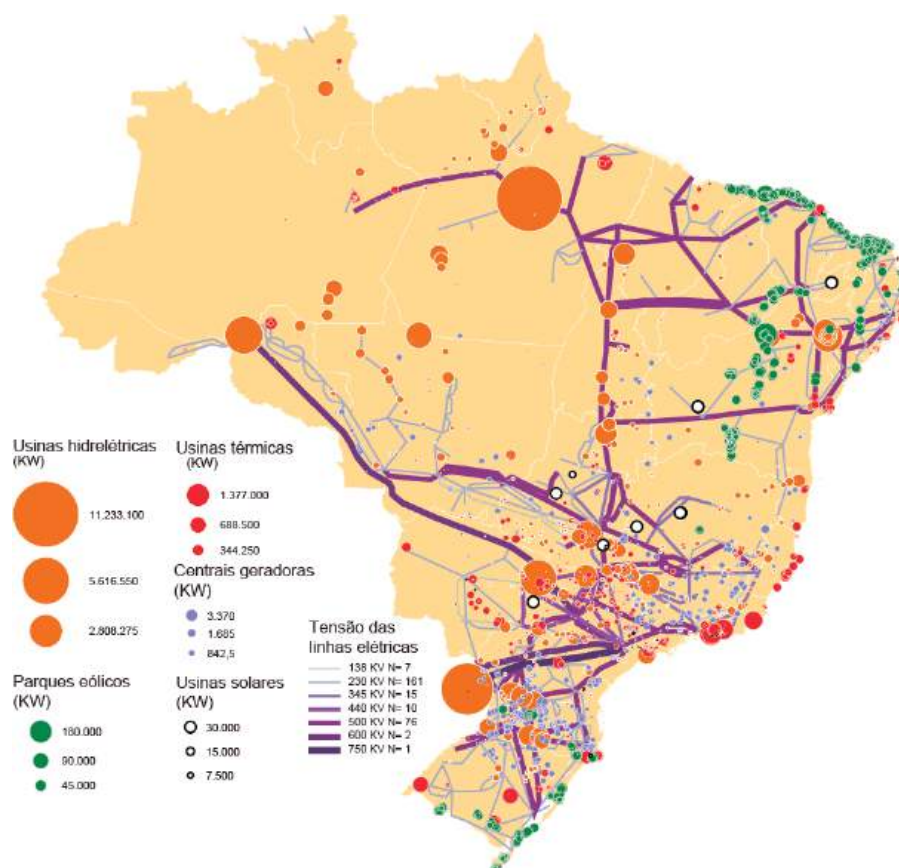 Usinas hidrelétricas
(KW)
11.233.100
5.616.550
2.808.275
Usinas térmicas
(KW)
1.377.000
688.500
344.250
Centrais geradoras
(KW)
3.370
1.685
842,5
Parques eólicos
(KW)
180.000
90.000
45.000
Usinas solares
(KW)
30.000
15.000
7.500
Tensão das
linhas elétricas
138 KV N= 7
230 KV N= 161
345 KV N= 15
440 KV N= 10
500 KV N= 76
600 KV N= 2
750 KV N= 1